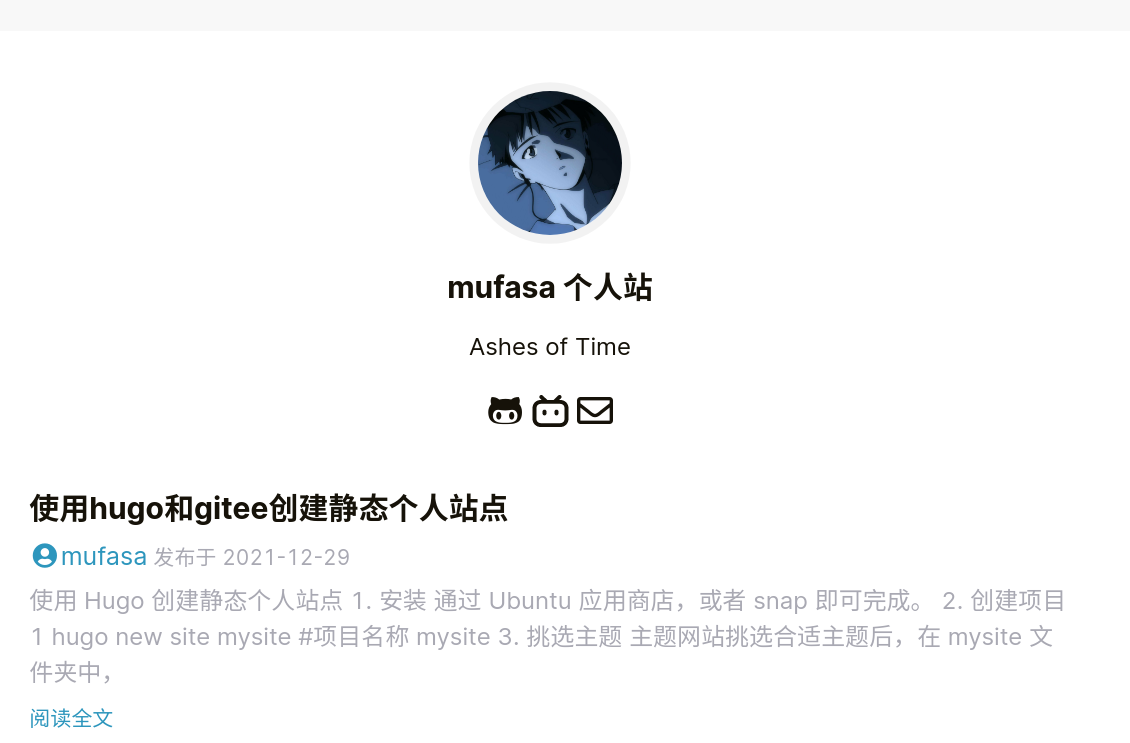 mufasa 个人站
Ashes of Time
使用hugo和gitee创建静态个人站点
mufasa 发布于 2021-12-29
使用 Hugo 创建静态个人站点 1. 安装 通过 Ubuntu 应用商店，或者 snap 即可完成。 2. 创建项目
1 hugo new site mysite #项目名称 mysite 3. 挑选主题 主题网站挑选合适主题后，在 mysite 文
件夹中，
阅读全文